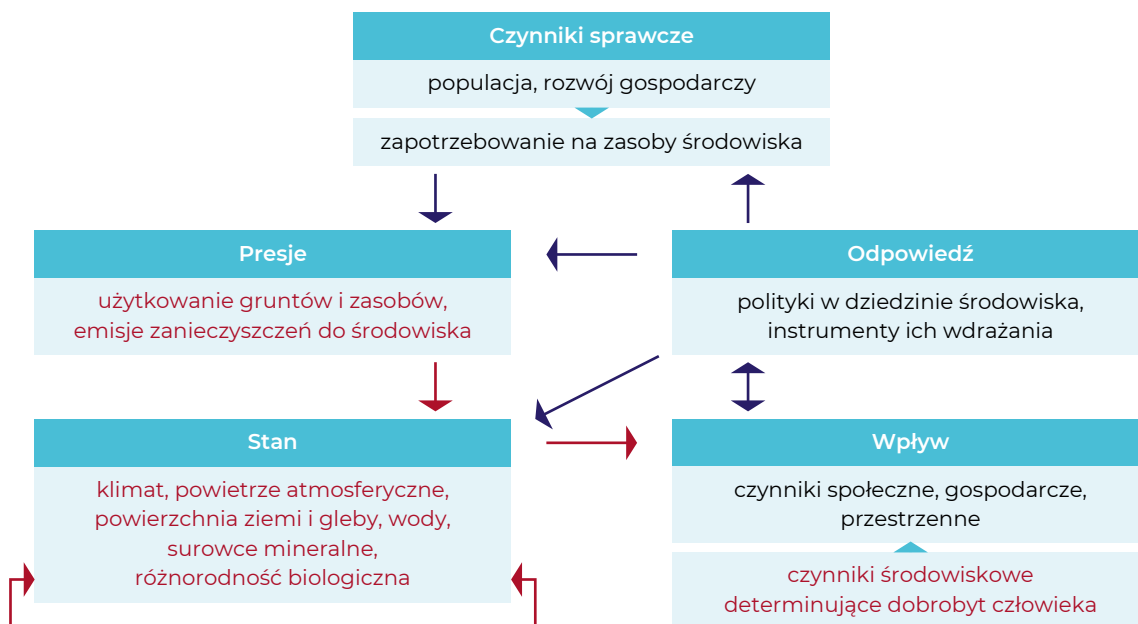 Czynniki sprawcze
populacja, rozwój gospodarczy
zapotrzebowanie na zasoby środowiska
Presje
użytkowanie gruntów i zasobów,
emisje zanieczyszczeń do środowiska
Odpowiedź
polityki w dziedzinie środowiska,
instrumenty ich wdrażania
Stan
klimat, powietrze atmosferyczne,
powierzchnia ziemi i gleby, wody,
surowce mineralne,
różnorodność biologiczna
Wpływ
czynniki społeczne, gospodarcze,
przestrzenne
czynniki środowiskowe
determinujące dobrobyt człowieka